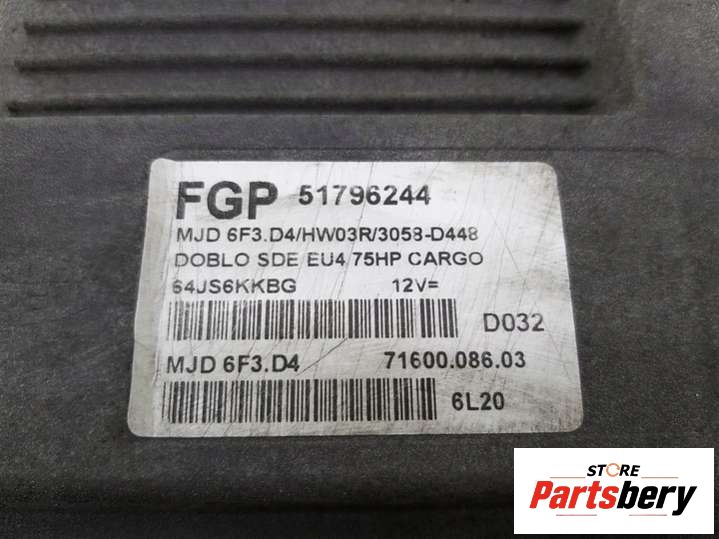 FGP 51796244
MJD 6F3.D4/HW03R/3058-D448
DOBLO SDE EU4 75HP CARGO
64JS6KKBG 12V=
D032
MJD 6F3.D4 71600.086.03
6L20
STORE
Partsbery